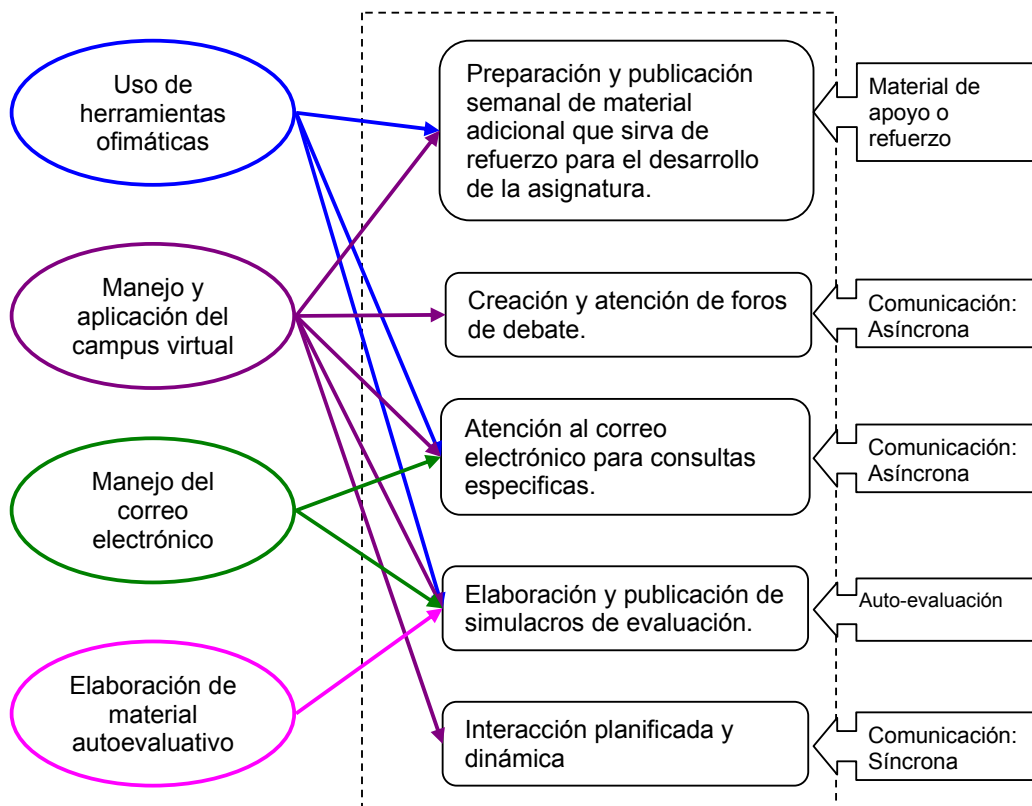 Uso de
herramientas
ofimáticas
Manejo y
aplicación del
campus virtual
Manejo del
correo
electrónico
Elaboración de
material
autoevaluativo
Preparación y publicación
semanal de material
adicional que sirva de
refuerzo para el desarrollo
de la asignatura.
Creación y atención de foros
de debate.
Atención al correo
electrónico para consultas
especificas.
Elaboración y publicación de
simulacros de evaluación.
Interacción planificada y
dinámica
Material de
apoyo o
refuerzo
Comunicación:
Asíncrona
Comunicación:
Asíncrona
Auto-evaluación
Comunicación:
Síncrona